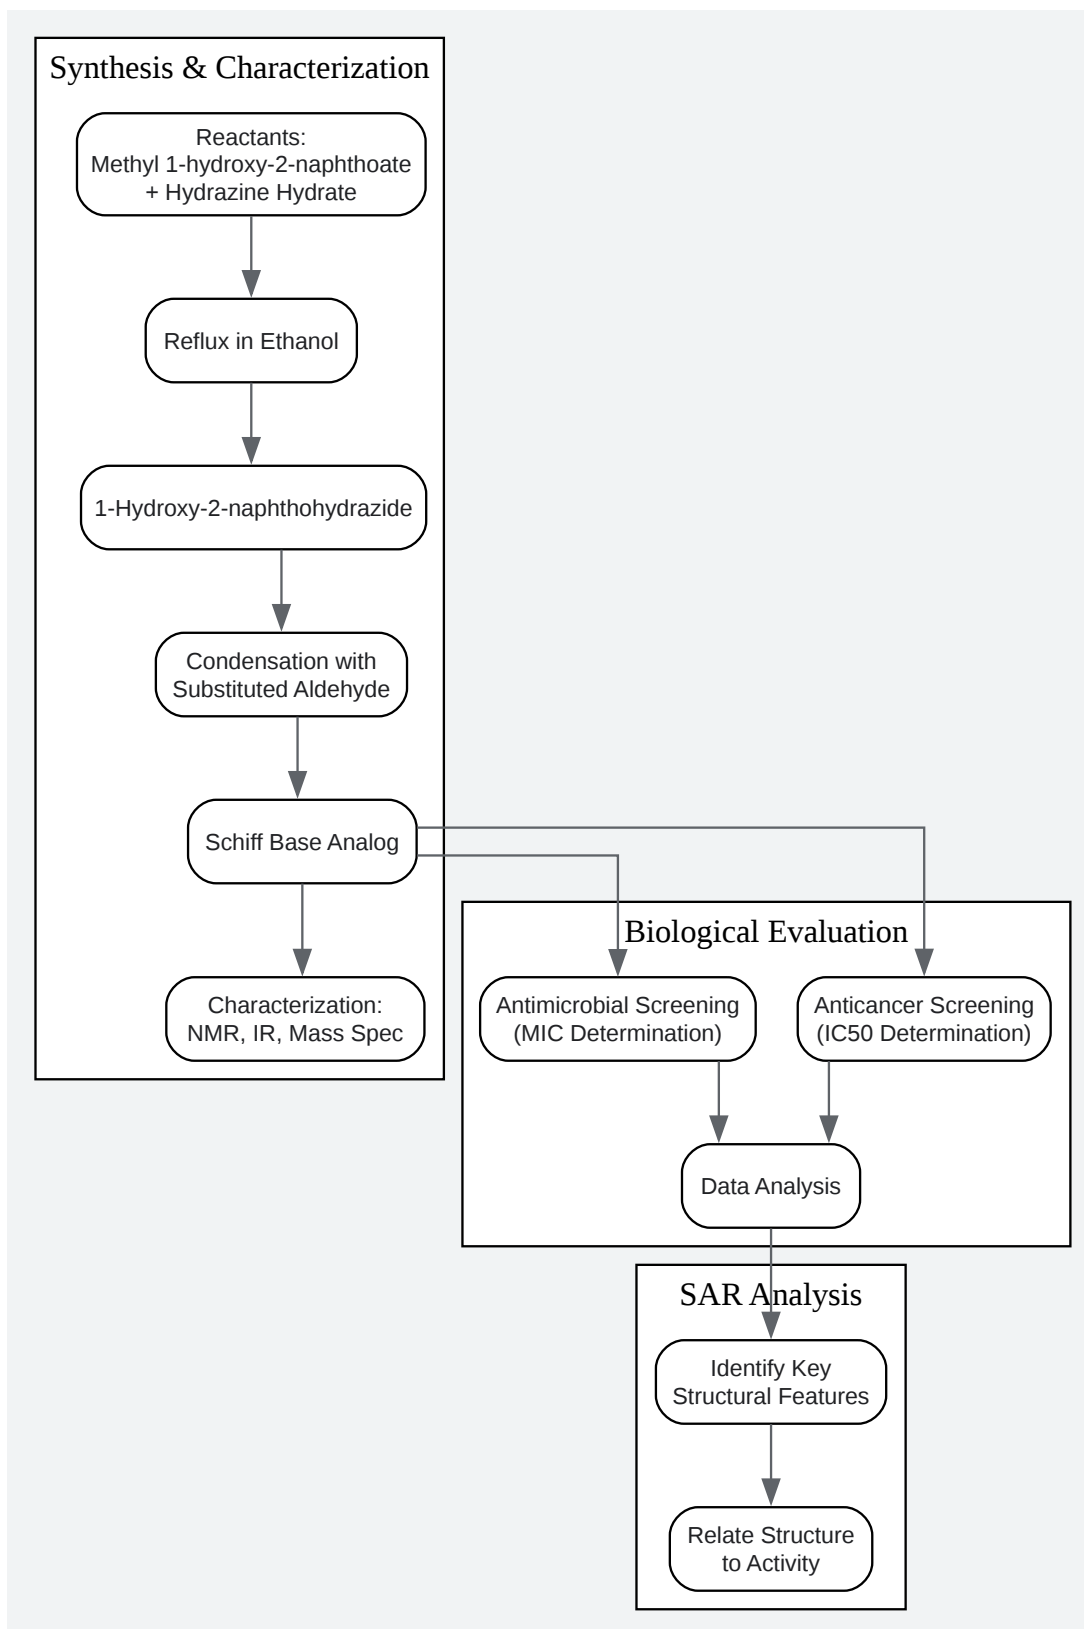 Synthesis & Characterization
Reactants:
Methyl 1-hydroxy-2-naphthoate
+ Hydrazine Hydrate
Reflux in Ethanol
1-Hydroxy-2-naphthohydrazide
Condensation with
Substituted Aldehyde
Schiff Base Analog
Characterization:
NMR, IR, Mass Spec
Biological Evaluation
Antimicrobial Screening
(MIC Determination)
Anticancer Screening
(IC50 Determination)
Data Analysis
SAR Analysis
Identify Key
Structural Features
Relate Structure
to Activity